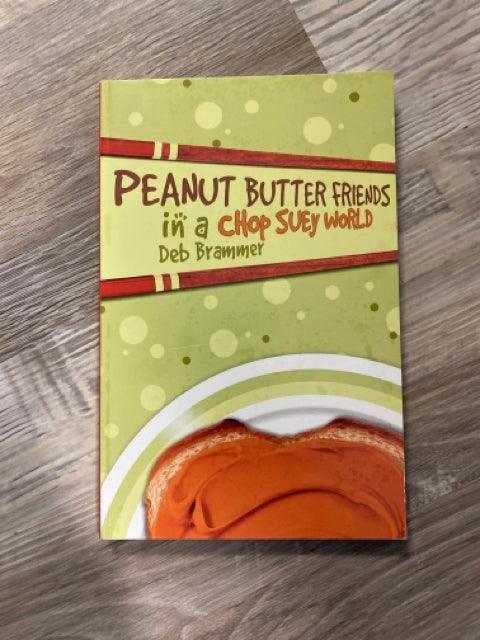 PEANUT BUTTER FRIENDS
in a CHOP SUEY WORLD
Deb Brammer